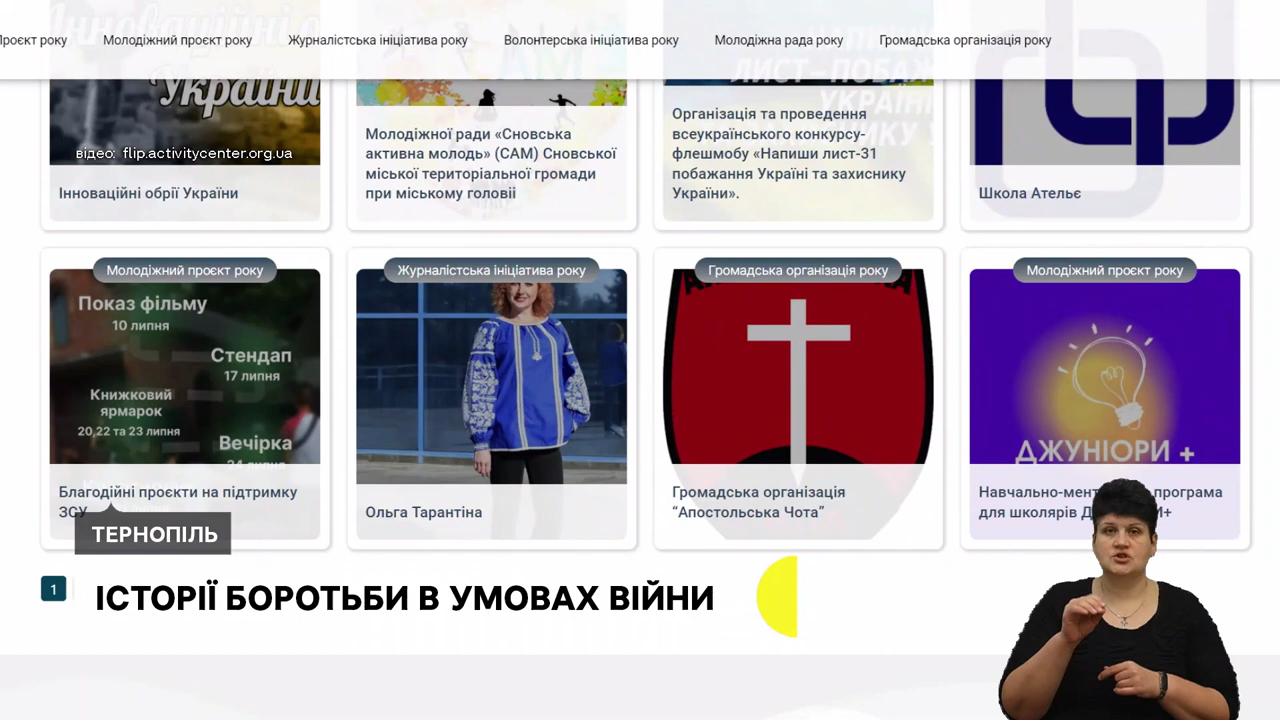 Проєкт року
Молодіжний проєкт року
Журналістська ініціатива року
Волонтерська ініціатива року
Молодіжна рада року
Громадська організація року
України
відео: flip.activitycenter.org.ua
Інноваційні обрії України
Молодіжної ради «Сновська
активна молодь» (САМ) Сновської
міської територіальної громади
при міському головіі
Організація та проведення
всеукраїнського конкурсу-
флешмобу «Напиши лист-31
побажання Україні та захиснику
України».
Школа Ательє
Молодіжний проєкт року
Показ фільму
10 липня
Стендап
17 липня
Книжковий
ярмарок
20,22 та 23 липня
Вечірка
24 липня
Благодійні проєкти на підтримку
ЗСУ
Журналістська ініціатива року
Ольга Тарантіна
Громадська організація року
Громадська організація
“Апостольська Чота”
Молодіжний проєкт року
ДЖУНІОРИ +
Навчально-мент програма
для школярів И+
ТЕРНОПІЛЬ
1
ІСТОРІЇ БОРОТЬБИ В УМОВАХ ВІЙНИ